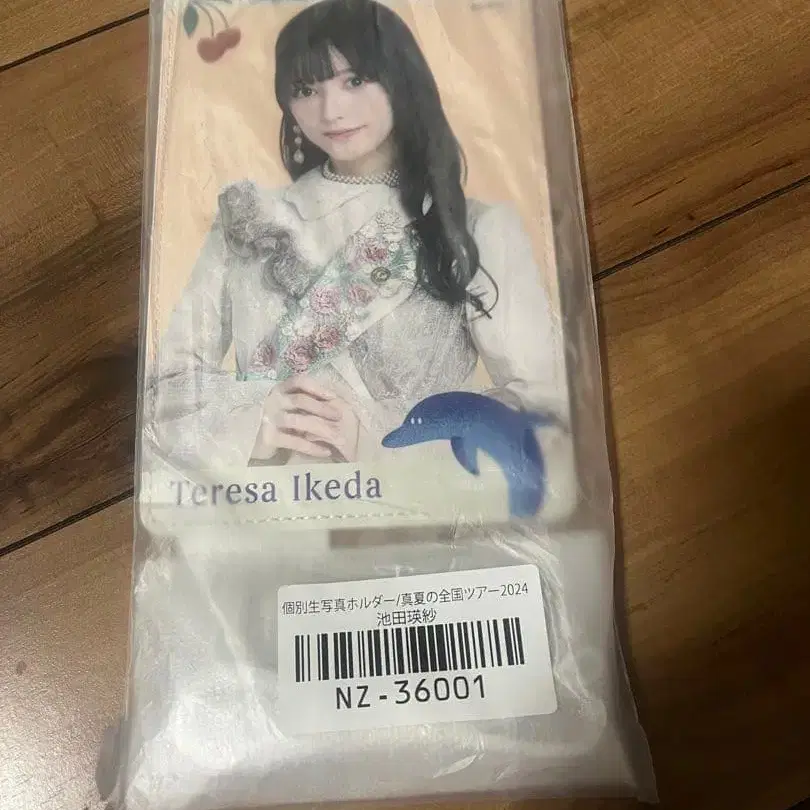 Teresa Ikeda
個別生写真ホルダー/真夏の全国ツアー2024
池田瑛紗
NZ-36001